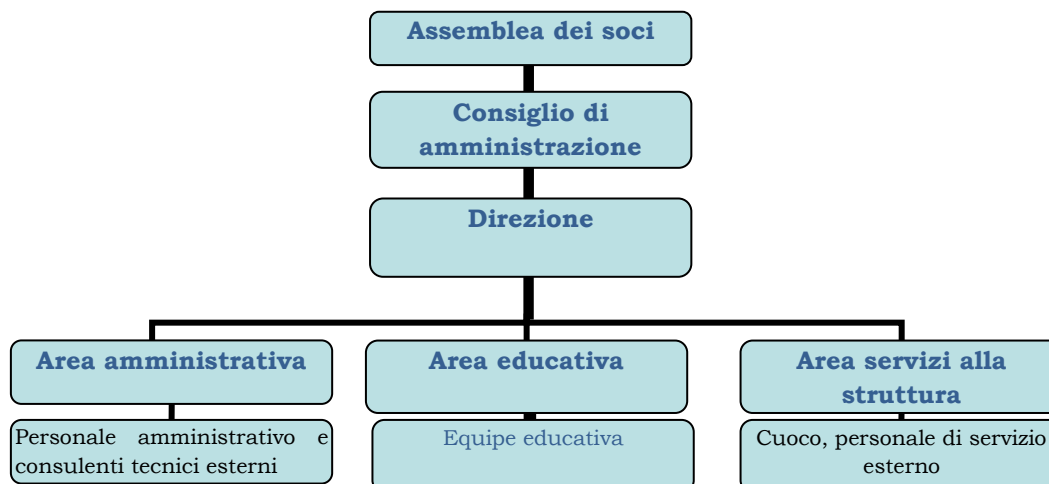 Assemblea dei soci
Consiglio di
amministrazione
Direzione
Area amministrativa
Area educativa
Area servizi alla
struttura
Personale amministrativo e
consulenti tecnici esterni
Equipe educativa
Cuoco, personale di servizio
esterno